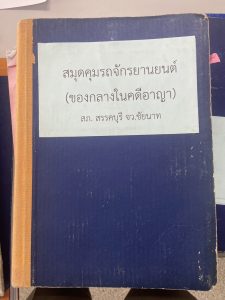 สมุดคุมรถจักรยานยนต์
(ของกลางในคดีอาญา)
สภ. สรรคบุรี จว.ชัยนาท